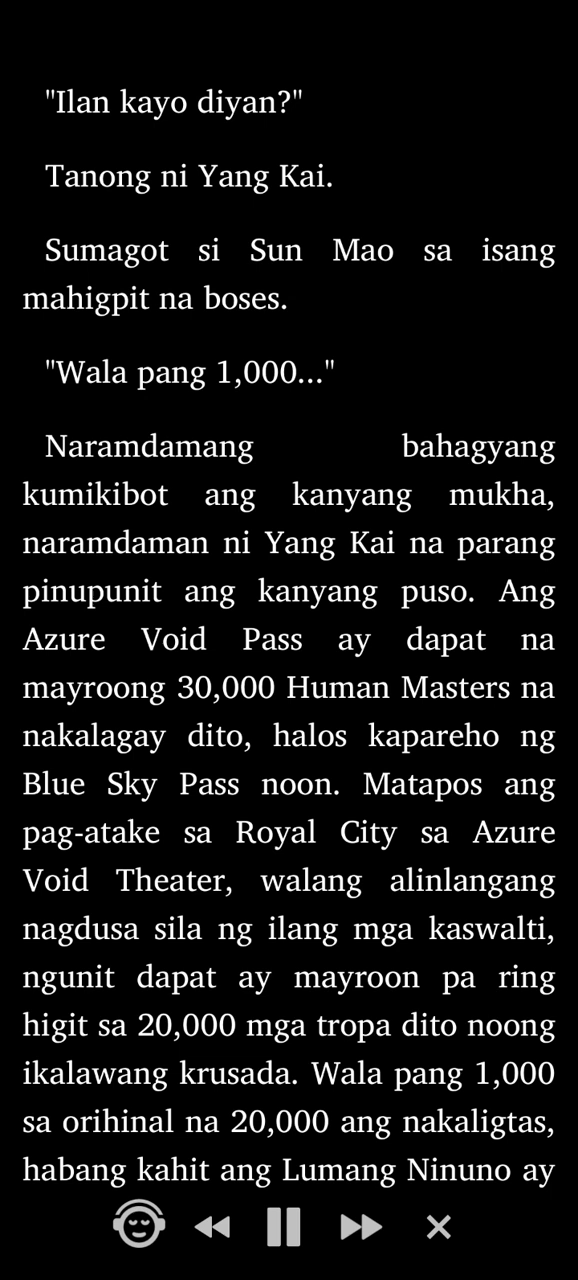 "Ilan kayo diyan?"
Tanong ni Yang Kai.
Sumagot si Sun Mao sa isang
mahigpit na boses.
"Wala pang 1,000..."
Naramdamang bahagyang
kumikibot ang kanyang mukha,
naramdaman ni Yang Kai na parang
pinupunit ang kanyang puso. Ang
Azure Void Pass ay dapat na
mayroong 30,000 Human Masters na
nakalagay dito, halos kapareho ng
Blue Sky Pass noon. Matapos ang
pag-atake sa Royal City sa Azure
Void Theater, walang alinlangang
nagdusa sila ng ilang mga kaswalti,
ngunit dapat ay mayroon pa ring
higit sa 20,000 mga tropa dito noong
ikalawang krusada. Wala pang 1,000
sa orihinal na 20,000 ang nakaligtas,
habang kahit ang Lumang Ninuno ay